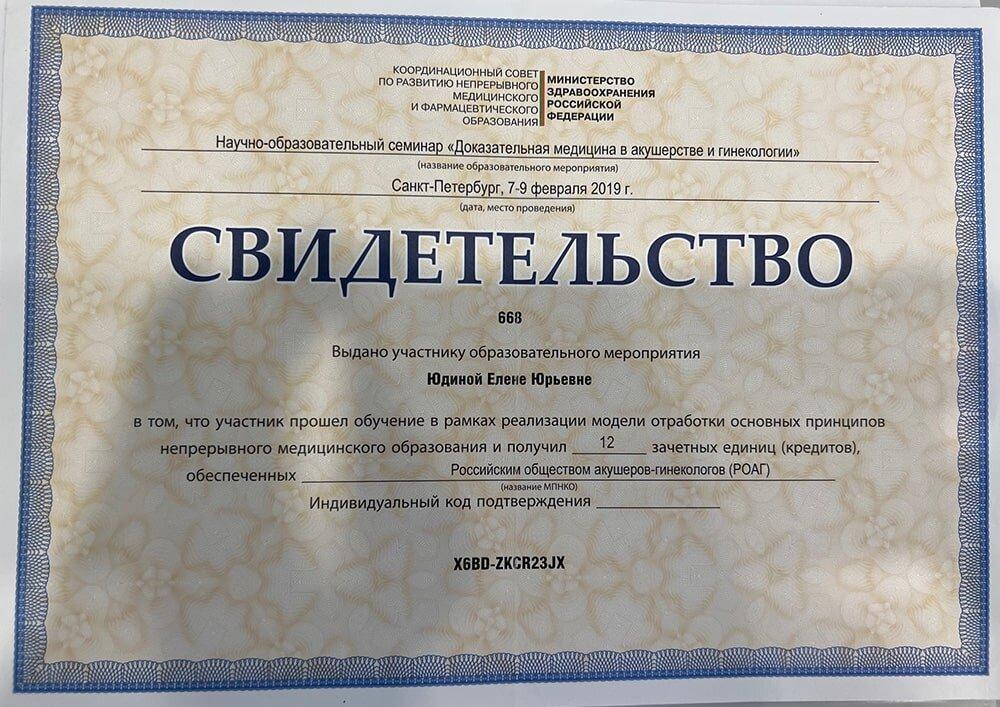 КООРДИНАЦИОННЫЙ СОВЕТ
ПО РАЗВИТИЮ НЕПРЕРЫВНОГО
МЕДИЦИНСКОГО
И ФАРМАЦЕВТИЧЕСКОГО
ОБРАЗОВАНИЯ
МИНИСТЕРСТВО
ЗДРАВООХРАНЕНИЯ
РОССИЙСКОЙ
ФЕДЕРАЦИИ
Научно-образовательный семинар «Доказательная медицина в акушерстве и гинекологии»
(название образовательного мероприятия)
Санкт-Петербург, 7-9 февраля 2019 г.
(дата, место проведения)
СВИДЕТЕЛЬСТВО
668
Выдано участнику образовательного мероприятия
Юдиной Елене Юрьевне
в том, что участник прошел обучение в рамках реализации модели отработки основных принципов
непрерывного медицинского образования и получил 12 зачетных единиц (кредитов),
обеспеченных Российским обществом акушеров-гинекологов (РОАГ)
(название МПНКО)
Индивидуальный код подтверждения
X6BD-ZKCR23JX